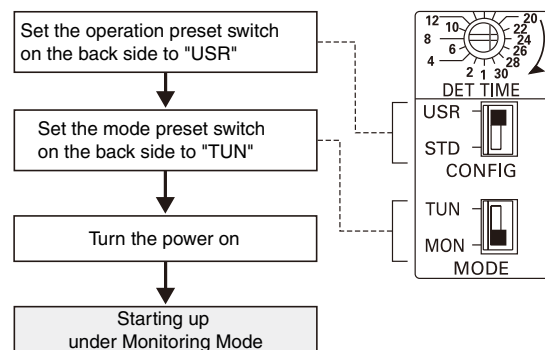 Set the operation preset switch
on the back side to "USR"
Set the mode preset switch
on the back side to "TUN"
Turn the power on
Starting up
under Monitoring Mode
12
10
8
6
4
2
1
30
28
26
24
22
20
DET TIME
USR
STD
CONFIG
TUN
MON
MODE